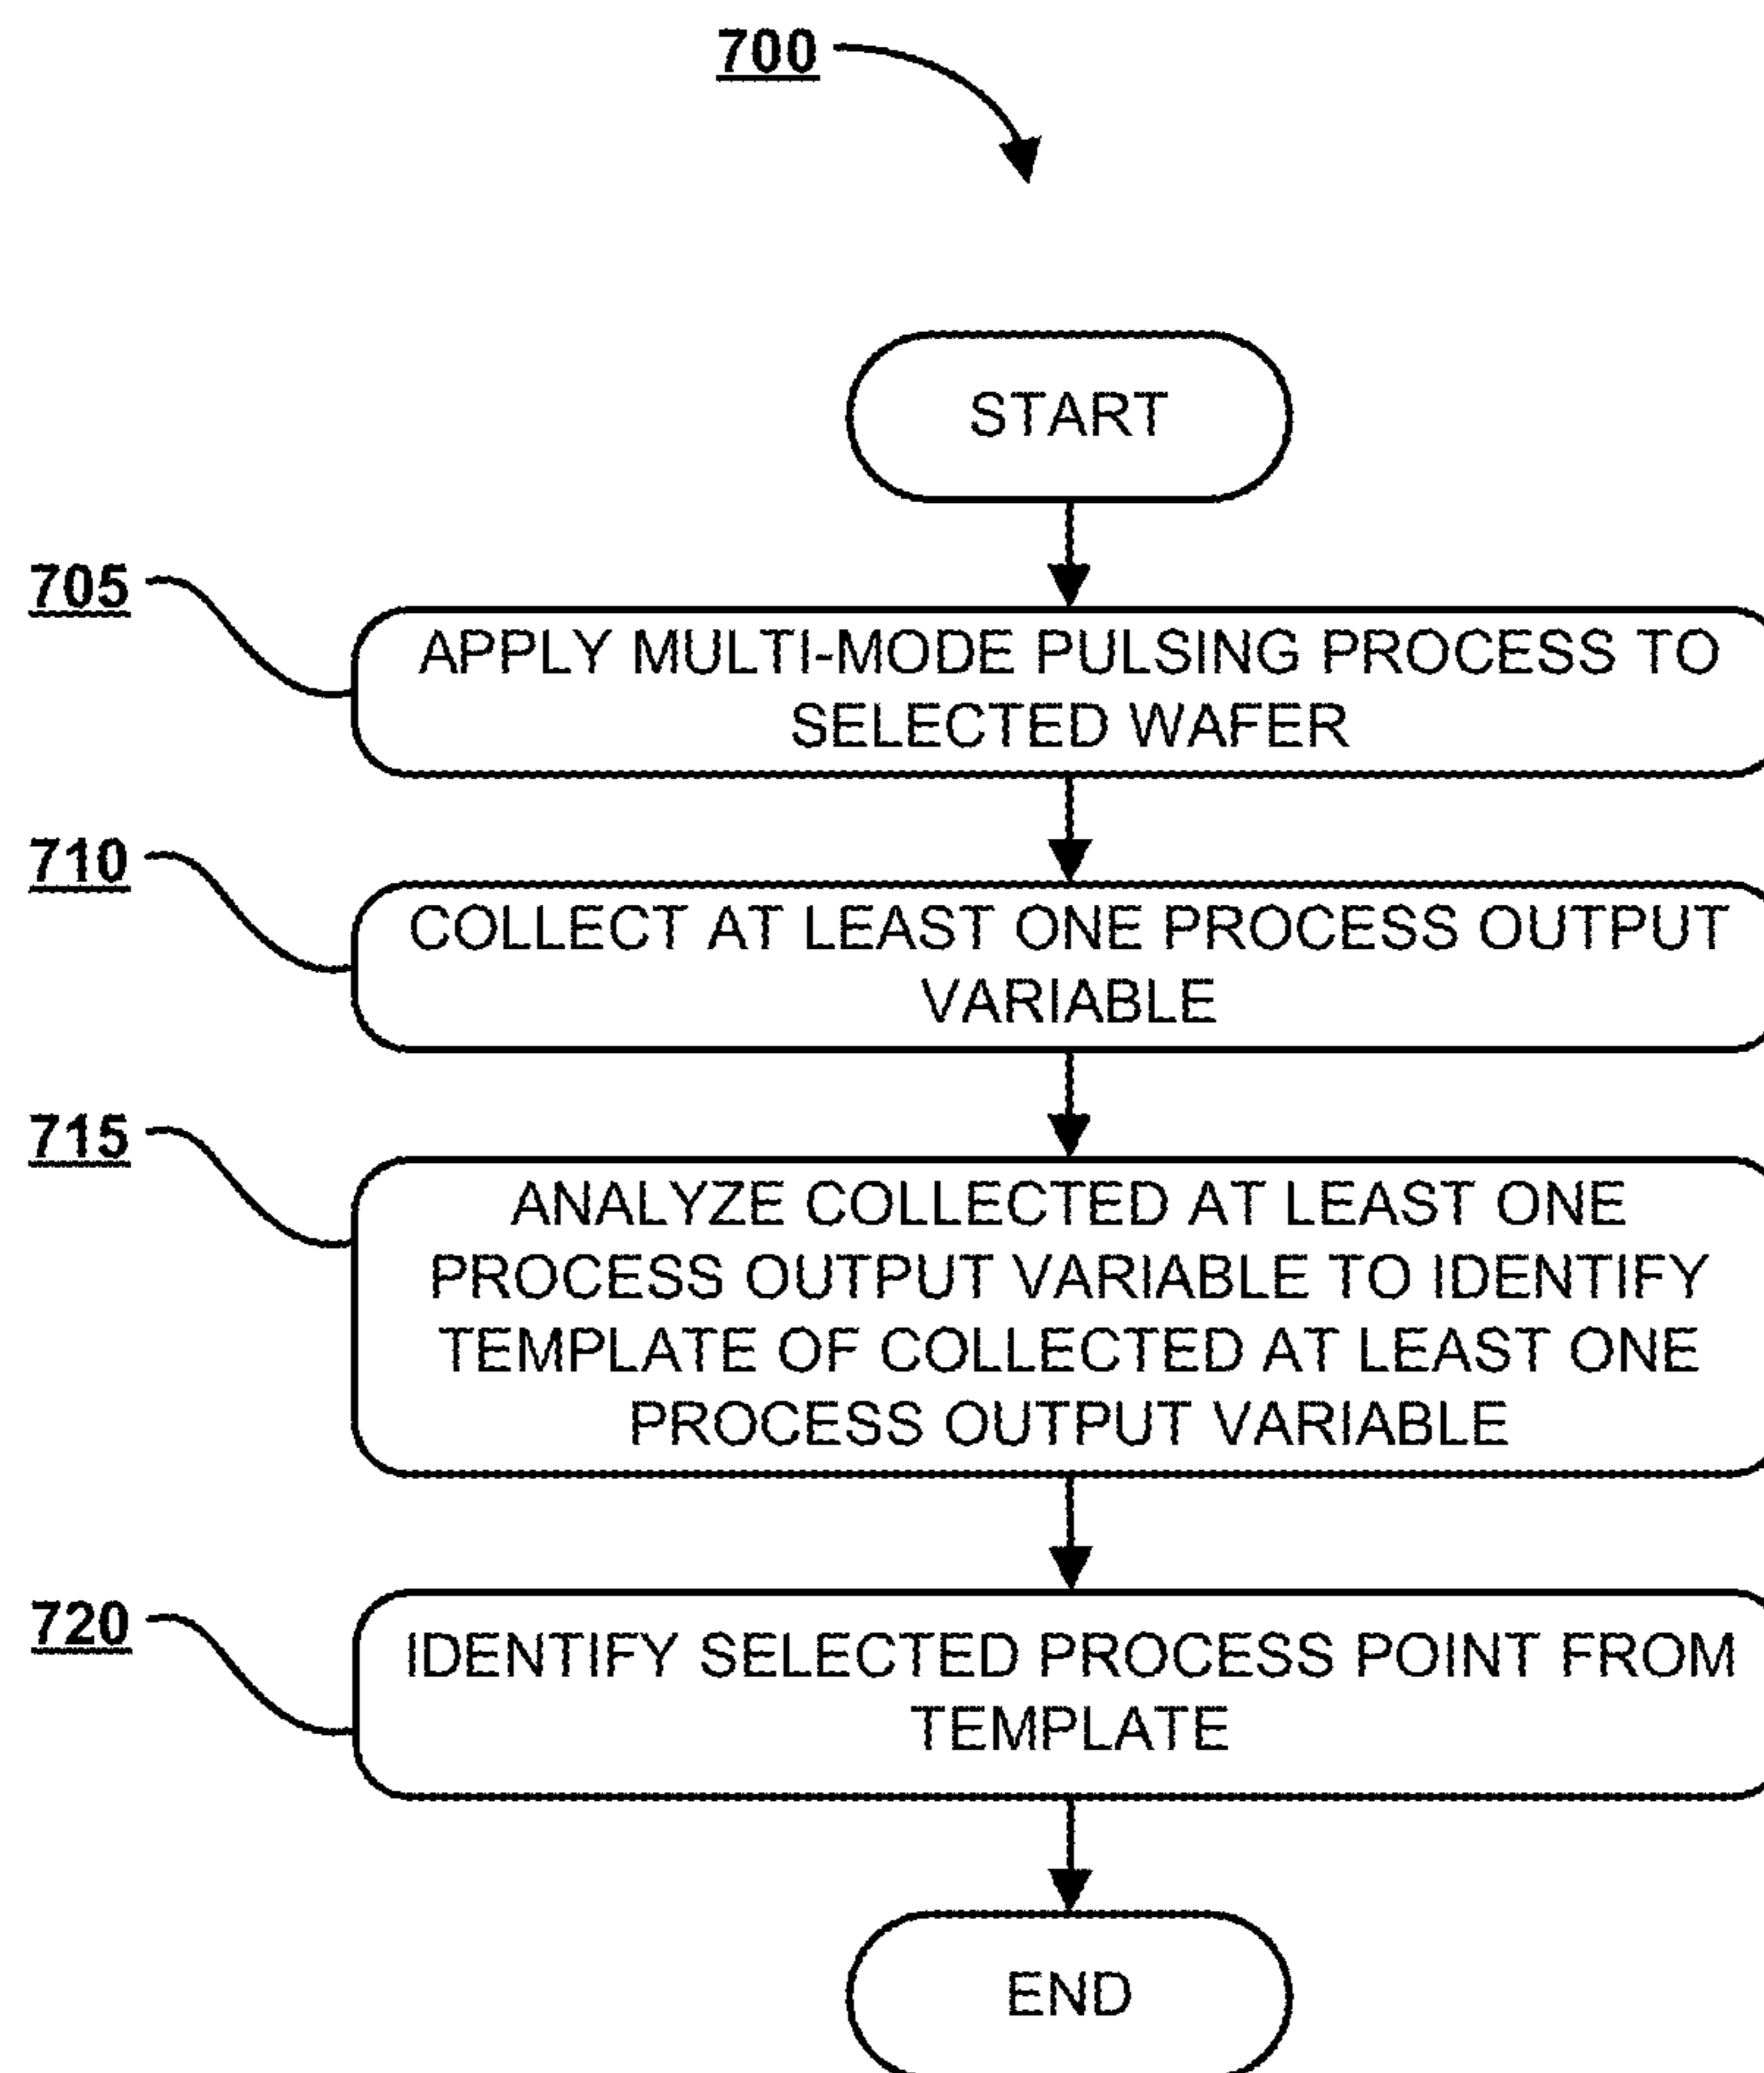 700
START
705
APPLY MULTI-MODE PULSING PROCESS TO
SELECTED WAFER
710
COLLECT AT LEAST ONE PROCESS OUTPUT
VARIABLE
715
ANALYZE COLLECTED AT LEAST ONE
PROCESS OUTPUT VARIABLE TO IDENTIFY
TEMPLATE OF COLLECTED AT LEAST ONE
PROCESS OUTPUT VARIABLE
720
IDENTIFY SELECTED PROCESS POINT FROM
TEMPLATE
END